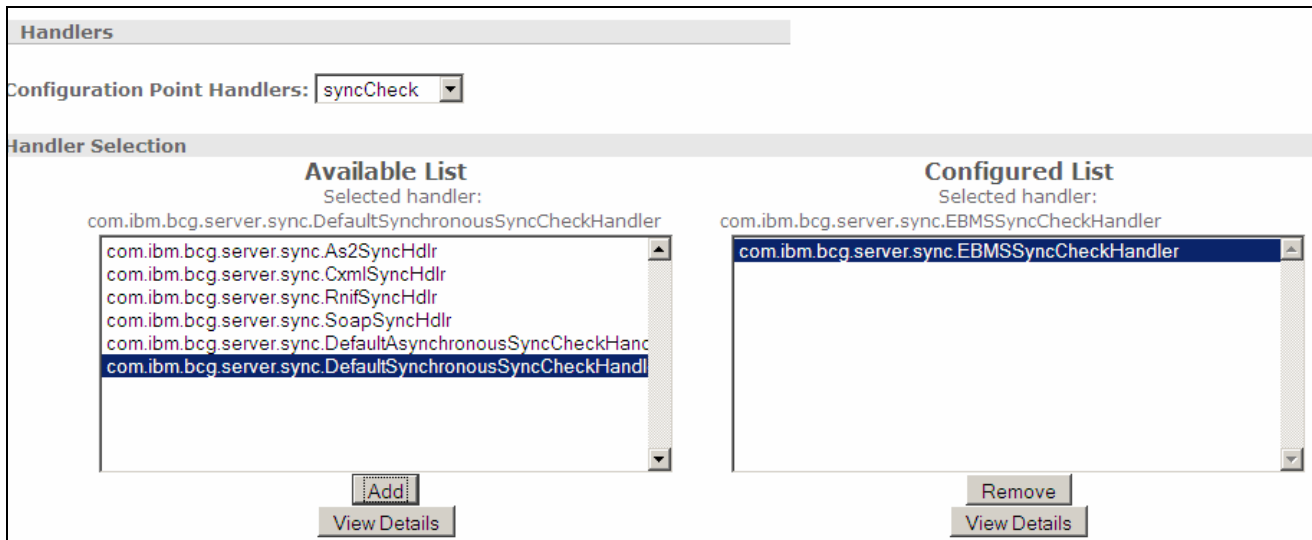 Handlers
Configuration Point Handlers: syncCheck
Handler Selection
Available List
Selected handler:
com.ibm.bcg.server.sync.DefaultSynchronousSyncCheckHandler
com.ibm.bcg.server.sync.As2SyncHdlr
com.ibm.bcg.server.sync.CxmlSyncHdlr
com.ibm.bcg.server.sync.RnifSyncHdlr
com.ibm.bcg.server.sync.SoapSyncHdlr
com.ibm.bcg.server.sync.DefaultAsynchronousSyncCheckHand
com.ibm.bcg.server.sync.DefaultSynchronousSyncCheckHandl
Add
View Details
Configured List
Selected handler:
com.ibm.bcg.server.sync.EBMSSyncCheckHandler
com.ibm.bcg.server.sync.EBMSSyncCheckHandler
Remove
View Details